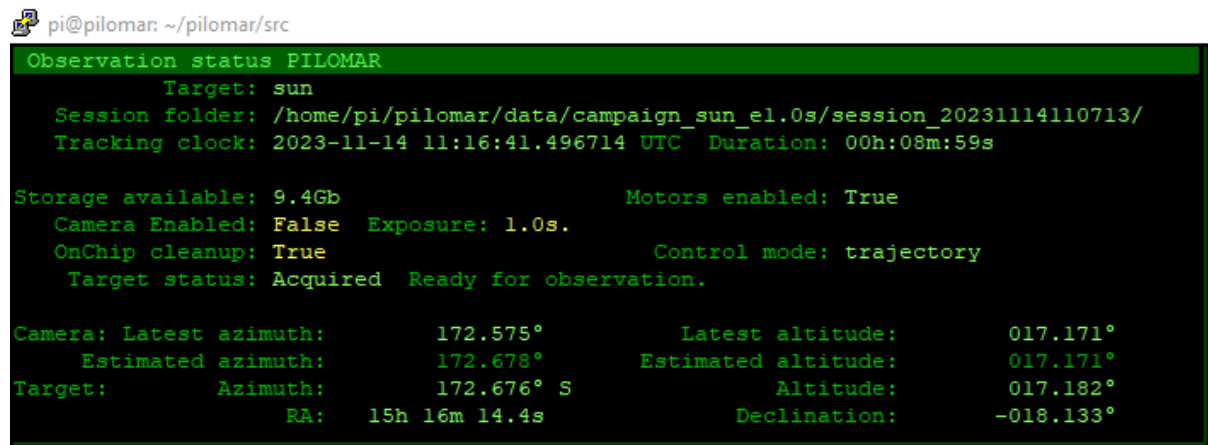 pi@pilomar: ~/pilomar/src
Observation status PILOMAR
Target: sun
Session folder: /home/pi/pilomar/data/campaign_sun_e1.0s/session_20231114110713/
Tracking clock: 2023-11-14 11:16:41.496714 UTC Duration: 00h:08m:59s
Storage available: 9.4Gb Motors enabled: True
Camera Enabled: False Exposure: 1.0s.
OnChip cleanup: True Control mode: trajectory
Target status: Acquired Ready for observation.
Camera: Latest azimuth: 172.575° Latest altitude: 017.171°
Estimated azimuth: 172.678° Estimated altitude: 017.171°
Target: Azimuth: 172.676° S Altitude: 017.182°
RA: 15h 16m 14.4s Declination: -018.133°